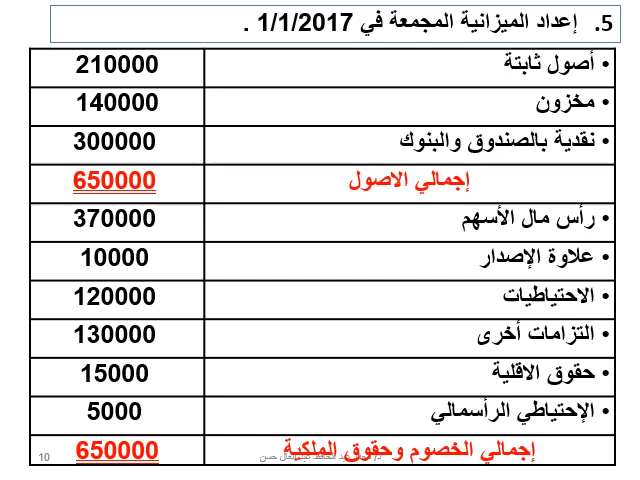 5. إعداد الميزانية المجمعة في 1/1/2017 .
• أصول ثابتة 210000
• مخزون 140000
• نقدية بالصندوق والبنوك 300000
إجمالي الاصول 650000
• رأس مال الأسهم 370000
• علاوة الإصدار 10000
• الاحتياطيات 120000
• التزامات أخرى 130000
• حقوق الاقلية 15000
• الإحتياطي الرأسمالي 5000
إجمالي الخصوم وحقوق الملكية 650000
حسن
10